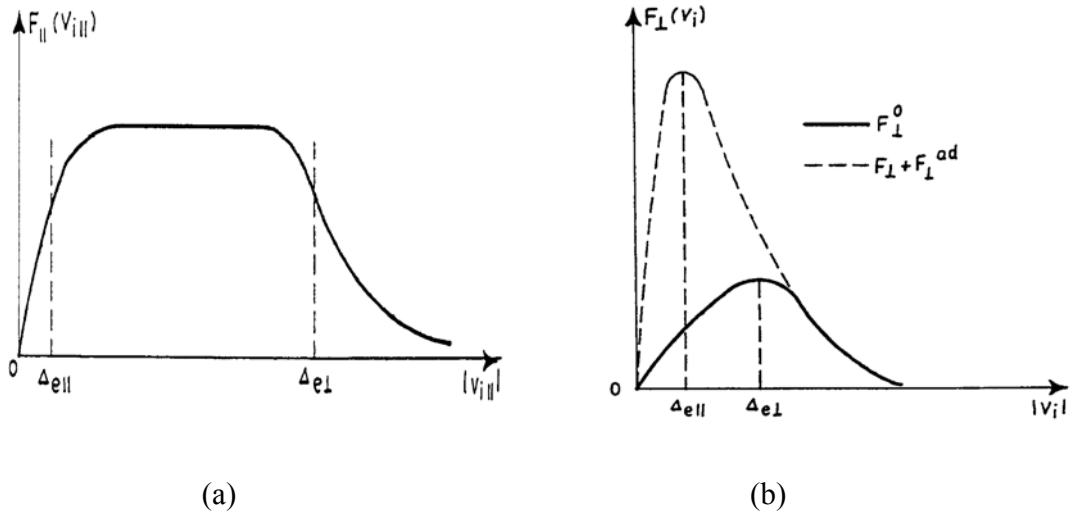 F∥(Vi∥)
0
Δe∥
Δe⊥
|Vi∥|
(a)
F⊥(Vi)
F⊥⁰
F⊥ + F⊥ᵃᵈ
0
Δe∥
Δe⊥
|Vi|
(b)